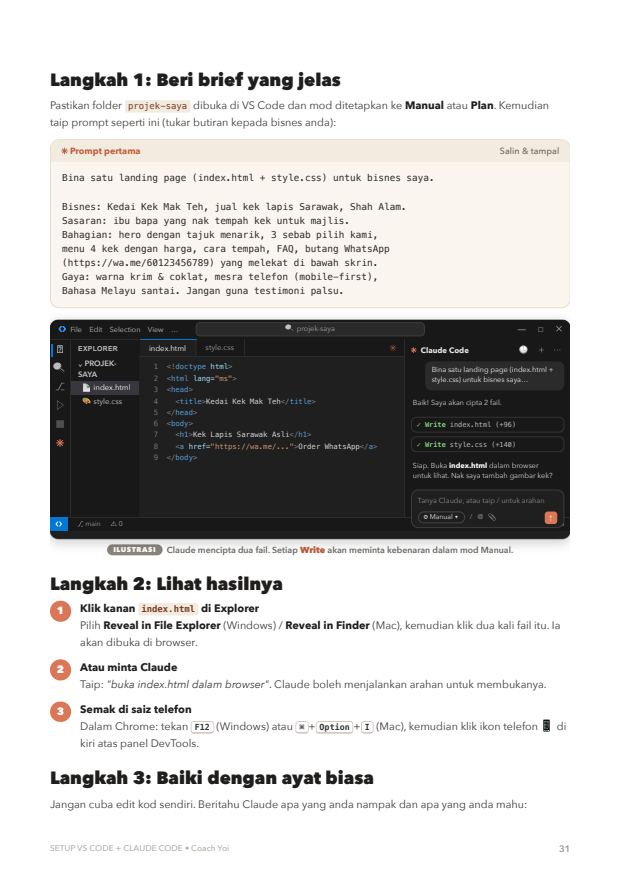 Langkah 1: Beri brief yang jelas
Pastikan folder projek-saya dibuka di VS Code dan mod ditetapkan ke Manual atau Plan. Kemudian
taip prompt seperti ini (tukar butiran kepada bisnes anda):
Prompt pertama
Salin & tampal
Bina satu landing page (index.html + style.css) untuk bisnes saya.
Bisnes: Kedai Kek Mak Teh, jual kek lapis Sarawak, Shah Alam.
Sasaran: ibu bapa yang nak tempah kek untuk majlis.
Bahagian: hero dengan tajuk menarik, 3 sebab pilih kami,
menu 4 kek dengan harga, cara tempah, FAQ, butang WhatsApp
(https://wa.me/60123456789) yang melekat di bawah skrin.
Gaya: warna krim & coklat, mesra telefon (mobile-first),
Bahasa Melayu santai. Jangan guna testimoni palsu.
File Edit Selection View ...
projek-saya
EXPLORER
PROJEK-
SAYA
index.html
style.css
index.html
style.css
1 <!doctype html>
2 <html lang="ms">
3 <head>
4 <title>Kedai Kek Mak Teh</title>
5 </head>
6 <body>
7 <h1>Kek Lapis Sarawak Asli</h1>
8 <a href="https://wa.me/...">Order WhatsApp</a>
9 </body>
Claude Code
Bina satu landing page (index.html +
style.css) untuk bisnes saya...
Baik! Saya akan cipta 2 fail.
✓ Write index.html (+96)
✓ Write style.css (+140)
Siap. Buka index.html dalam browser
untuk lihat. Nak saya tambah gambar kek?
Tanya Claude, atau taip / untuk arahan
Manual
/ @
main
0
ILUSTRASI Claude mencipta dua fail. Setiap Write akan meminta kebenaran dalam mod Manual.
Langkah 2: Lihat hasilnya
1 Klik kanan index.html di Explorer
Pilih Reveal in File Explorer (Windows) / Reveal in Finder (Mac), kemudian klik dua kali fail itu. Ia
akan dibuka di browser.
2 Atau minta Claude
Taip: "buka index.html dalam browser". Claude boleh menjalankan arahan untuk membukanya.
3 Semak di saiz telefon
Dalam Chrome: tekan F12 (Windows) atau ⌘+Option+I (Mac), kemudian klik ikon telefon 📱 di
kiri atas panel DevTools.
Langkah 3: Baiki dengan ayat biasa
Jangan cuba edit kod sendiri. Beritahu Claude apa yang anda nampak dan apa yang anda mahu:
SETUP VS CODE + CLAUDE CODE • Coach Yoi
31